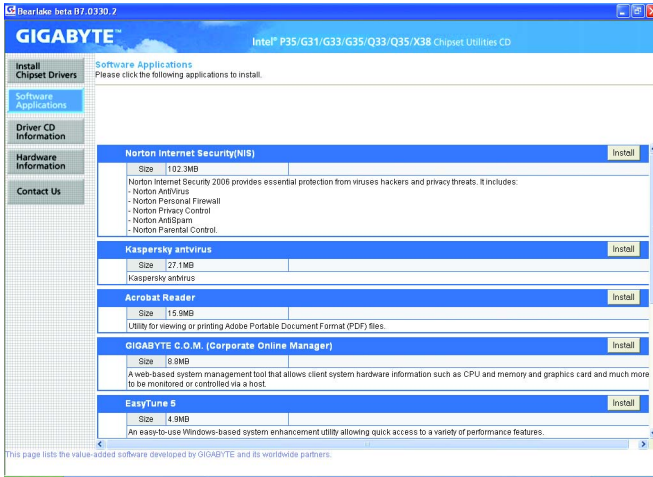 Bearlake beta B7.0330.2
GIGABYTE™
Intel® P35/G31/G33/G35/Q33/Q35/X38 Chipset Utilities CD
Install
Chipset Drivers
Software
Applications
Driver CD
Information
Hardware
Information
Contact Us
Software Applications
Please click the following applications to install.
Norton Internet Security(NIS)
Install
Size 102.3MB
Norton Internet Security 2006 provides essential protection from viruses hackers and privacy threats. It includes:
- Norton AntiVirus
- Norton Personal Firewall
- Norton Privacy Control
- Norton AntiSpam
- Norton Parental Control.
Kaspersky antvirus
Install
Size 27.1MB
Kaspersky antivirus
Acrobat Reader
Install
Size 15.9MB
Utility for viewing or printing Adobe Portable Document Format (PDF) files.
GIGABYTE C.O.M. (Corporate Online Manager)
Install
Size 8.8MB
A web-based system management tool that allows client system hardware information such as CPU and memory and graphics card and much more
to be monitored or controlled via a host.
EasyTune 5
Install
Size 4.9MB
An easy-to-use Windows-based system enhancement utility allowing quick access to a variety of performance features.
This page lists the value-added software developed by GIGABYTE and its worldwide partners.